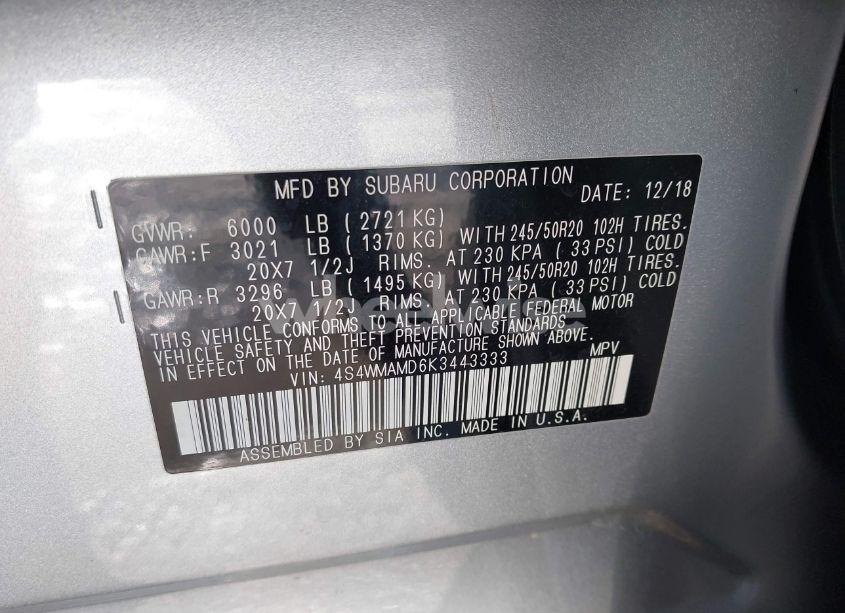 MFD BY SUBARU CORPORATION DATE: 12/18
GVWR: 6000 LB (2721 KG)
GAWR:F 3021 LB (1370 KG) WITH 245/50R20 102H TIRES.
20X7 1/2J RIMS. AT 230 KPA (33 PSI) COLD
GAWR:R 3296 LB (1495 KG) WITH 245/50R20 102H TIRES.
20X7 1/2J RIMS. AT 230 KPA (33 PSI) COLD
THIS VEHICLE CONFORMS TO ALL APPLICABLE FEDERAL MOTOR
VEHICLE SAFETY AND THEFT PREVENTION STANDARDS
IN EFFECT ON THE DATE OF MANUFACTURE SHOWN ABOVE.
VIN: 4S4WMAMD6K3443333 MPV
ASSEMBLED BY SIA INC. MADE IN U.S.A.